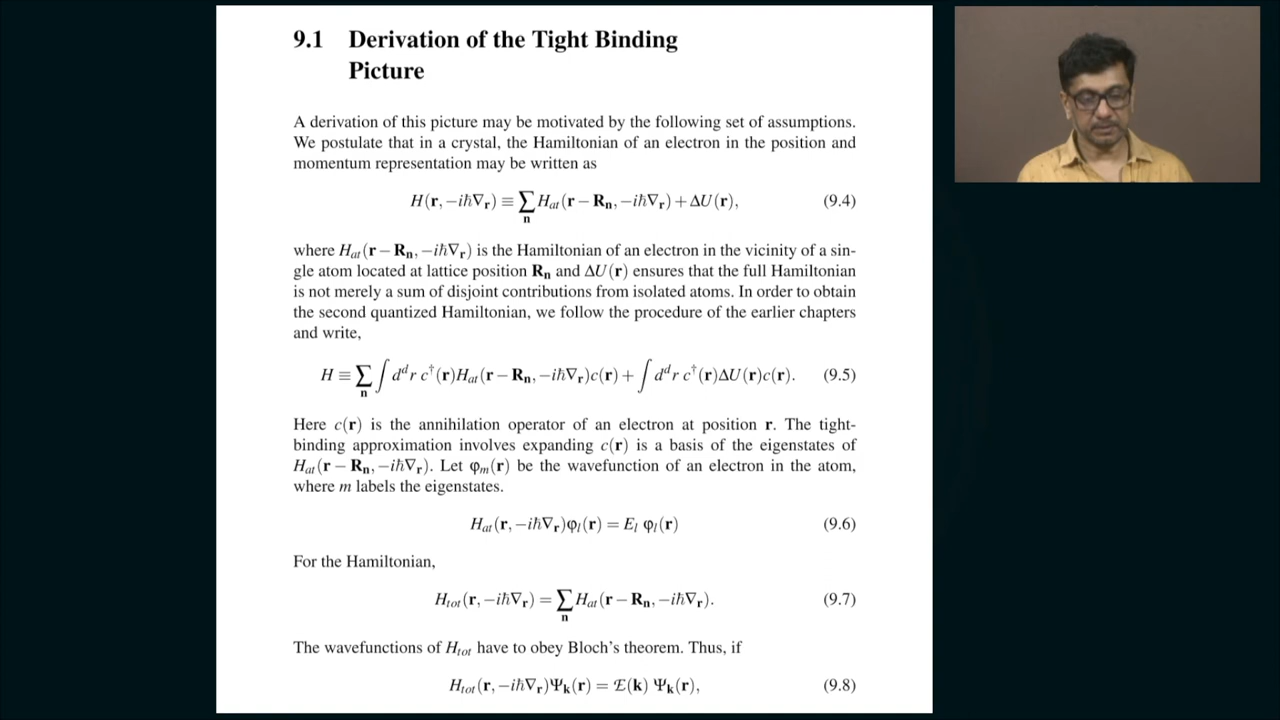 9.1 Derivation of the Tight Binding
Picture
A derivation of this picture may be motivated by the following set of assumptions.
We postulate that in a crystal, the Hamiltonian of an electron in the position and
momentum representation may be written as
H(r, −iℏ∇r) ≡ ∑n Hat(r − Rn, −iℏ∇r) + ΔU(r), (9.4)
where Hat(r − Rn, −iℏ∇r) is the Hamiltonian of an electron in the vicinity of a sin-
gle atom located at lattice position Rn and ΔU(r) ensures that the full Hamiltonian
is not merely a sum of disjoint contributions from isolated atoms. In order to obtain
the second quantized Hamiltonian, we follow the procedure of the earlier chapters
and write,
H ≡ ∑n ∫ dᵈr c†(r)Hat(r − Rn, −iℏ∇r)c(r) + ∫ dᵈr c†(r)ΔU(r)c(r). (9.5)
Here c(r) is the annihilation operator of an electron at position r. The tight-
binding approximation involves expanding c(r) is a basis of the eigenstates of
Hat(r − Rn, −iℏ∇r). Let φm(r) be the wavefunction of an electron in the atom,
where m labels the eigenstates.
Hat(r, −iℏ∇r)φl(r) = El φl(r) (9.6)
For the Hamiltonian,
Htot(r, −iℏ∇r) = ∑n Hat(r − Rn, −iℏ∇r). (9.7)
The wavefunctions of Htot have to obey Bloch's theorem. Thus, if
Htot(r, −iℏ∇r)Ψk(r) = E(k) Ψk(r), (9.8)